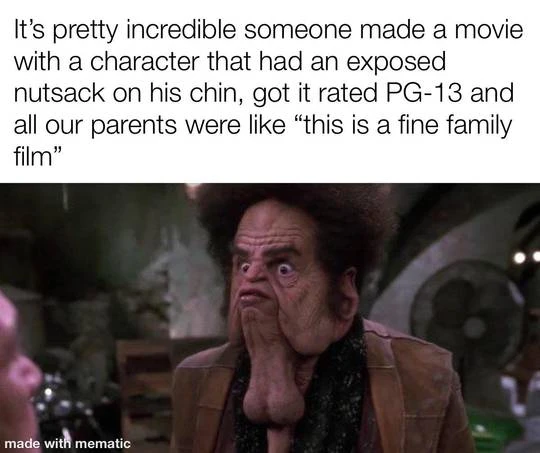 It’s pretty incredible someone made a movie
with a character that had an exposed
nutsack on his chin, got it rated PG-13 and
all our parents were like “this is a fine family
film”
made with mematic